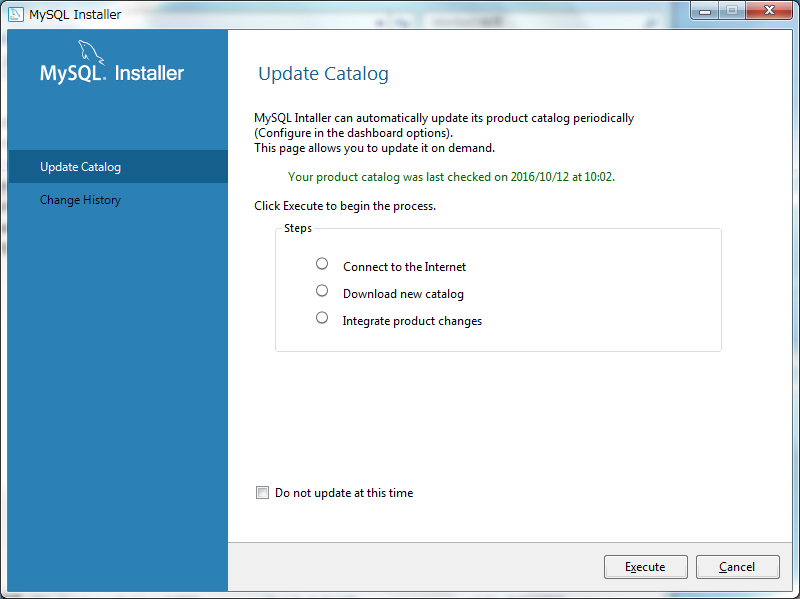 MySQL Installer
MySQL. Installer
Update Catalog
Change History
Update Catalog
MySQL Intaller can automatically update its product catalog periodically
(Configure in the dashboard options).
This page allows you to update it on demand.
Your product catalog was last checked on 2016/10/12 at 10:02.
Click Execute to begin the process.
Steps
Connect to the Internet
Download new catalog
Integrate product changes
Do not update at this time
Execute
Cancel